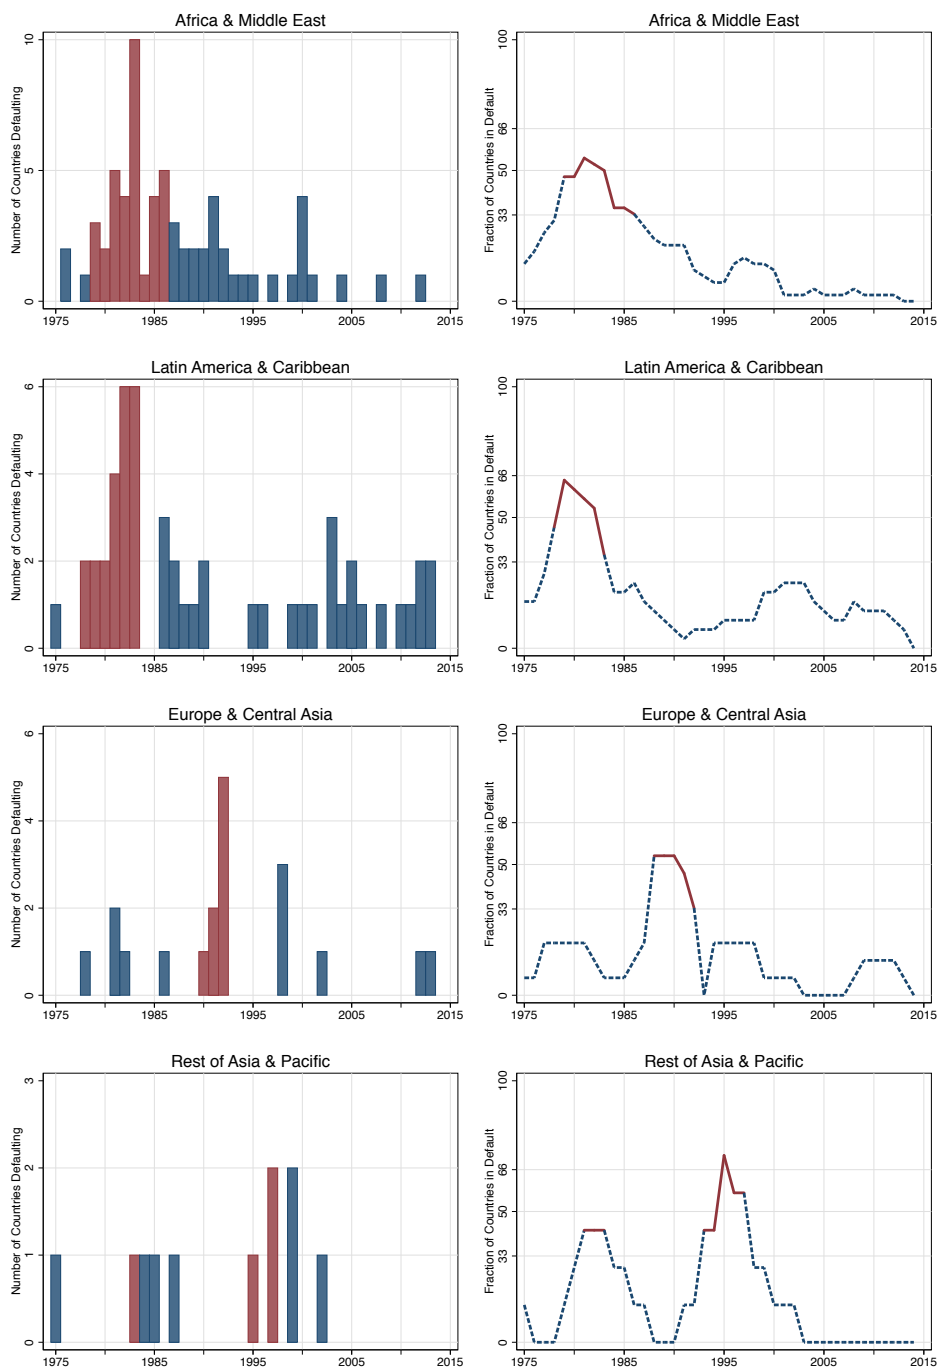 Africa & Middle East
Number of Countries Defaulting
10
5
0
1975 1985 1995 2005 2015
Africa & Middle East
Fraction of Countries in Default
100
66
50
33
0
1975 1985 1995 2005 2015
Latin America & Caribbean
Number of Countries Defaulting
6
4
2
0
1975 1985 1995 2005 2015
Latin America & Caribbean
Fraction of Countries in Default
100
66
50
33
0
1975 1985 1995 2005 2015
Europe & Central Asia
Number of Countries Defaulting
6
4
2
0
1975 1985 1995 2005 2015
Europe & Central Asia
Fraction of Countries in Default
100
66
50
33
0
1975 1985 1995 2005 2015
Rest of Asia & Pacific
Number of Countries Defaulting
3
2
1
0
1975 1985 1995 2005 2015
Rest of Asia & Pacific
Fraction of Countries in Default
100
66
50
33
0
1975 1985 1995 2005 2015